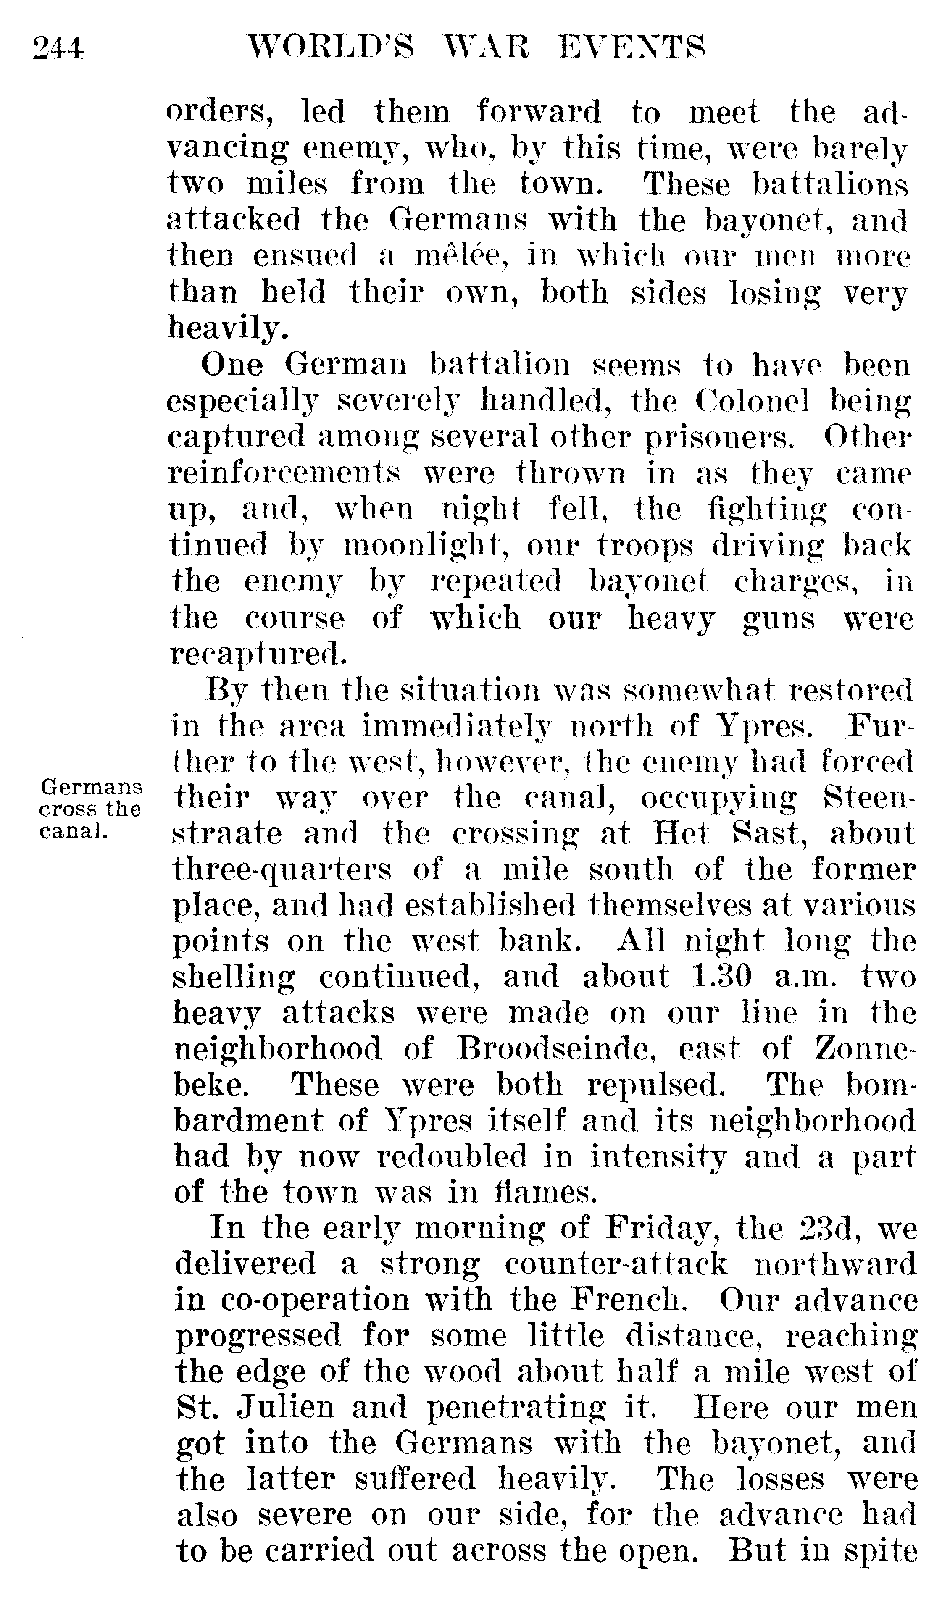 244 WORLD'S WAR EVENTS
orders, led them forward to meet the ad-
vancing enemy, who, by this time, were barely
two miles from the town. These battalions
attacked the Germans with the bayonet, and
then ensued a mêlée, in which our men more
than held their own, both sides losing very
heavily.
One German battalion seems to have been
especially severely handled, the Colonel being
captured among several other prisoners. Other
reinforcements were thrown in as they came
up, and, when night fell, the fighting con-
tinued by moonlight, our troops driving back
the enemy by repeated bayonet charges, in
the course of which our heavy guns were
recaptured.
By then the situation was somewhat restored
in the area immediately north of Ypres. Fur-
ther to the west, however, the enemy had forced
their way over the canal, occupying Steen-
straate and the crossing at Het Sast, about
three-quarters of a mile south of the former
place, and had established themselves at various
points on the west bank. All night long the
shelling continued, and about 1.30 a.m. two
heavy attacks were made on our line in the
neighborhood of Broodseinde, east of Zonne-
beke. These were both repulsed. The bom-
bardment of Ypres itself and its neighborhood
had by now redoubled in intensity and a part
of the town was in flames.
In the early morning of Friday, the 23d, we
delivered a strong counter-attack northward
in co-operation with the French. Our advance
progressed for some little distance, reaching
the edge of the wood about half a mile west of
St. Julien and penetrating it. Here our men
got into the Germans with the bayonet, and
the latter suffered heavily. The losses were
also severe on our side, for the advance had
to be carried out across the open. But in spite
Germans
cross the
canal.